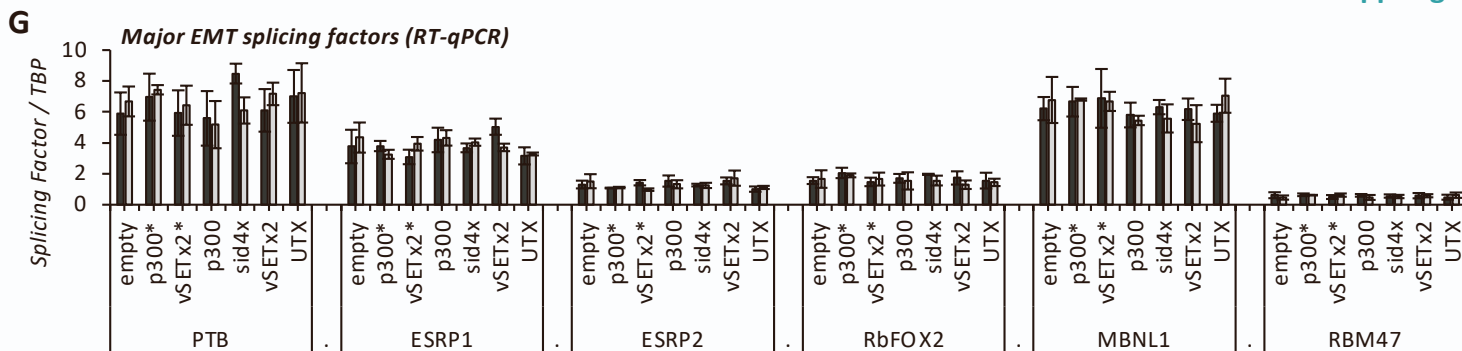 G
Major EMT splicing factors (RT-qPCR)
Splicing Factor / TBP
10
8
6
4
2
0
empty p300* vSETx2* p300 sid4x vSETx2 UTX
empty p300* vSETx2* p300 sid4x vSETx2 UTX
empty p300* vSETx2* p300 sid4x vSETx2 UTX
empty p300* vSETx2* p300 sid4x vSETx2 UTX
empty p300* vSETx2* p300 sid4x vSETx2 UTX
empty p300* vSETx2* p300 sid4x vSETx2 UTX
PTB . ESRP1 . ESRP2 . RbFOX2 . MBNL1 . RBM47